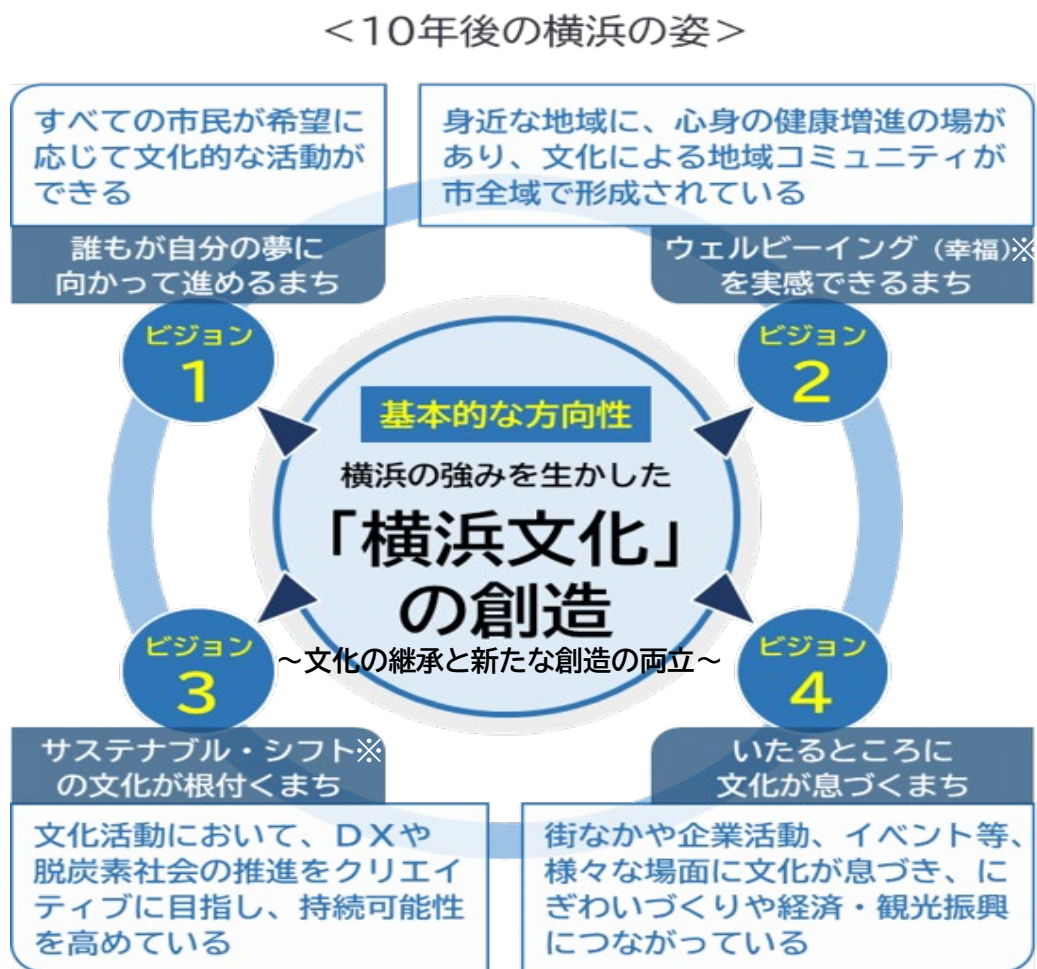 ＜10年後の横浜の姿＞
すべての市民が希望に
応じて文化的な活動が
できる
誰もが自分の夢に
向かって進めるまち
ビジョン
1
身近な地域に、心身の健康増進の場が
あり、文化による地域コミュニティが
市全域で形成されている
ウェルビーイング（幸福）※
を実感できるまち
ビジョン
2
基本的な方向性
横浜の強みを生かした
「横浜文化」
の創造
～文化の継承と新たな創造の両立～
ビジョン
3
サステナブル・シフト※
の文化が根付くまち
文化活動において、DXや
脱炭素社会の推進をクリエイ
ティブに目指し、持続可能性
を高めている
ビジョン
4
いたるところに
文化が息づくまち
街なかや企業活動、イベント等、
様々な場面に文化が息づき、に
ぎわいづくりや経済・観光振興
につながっている